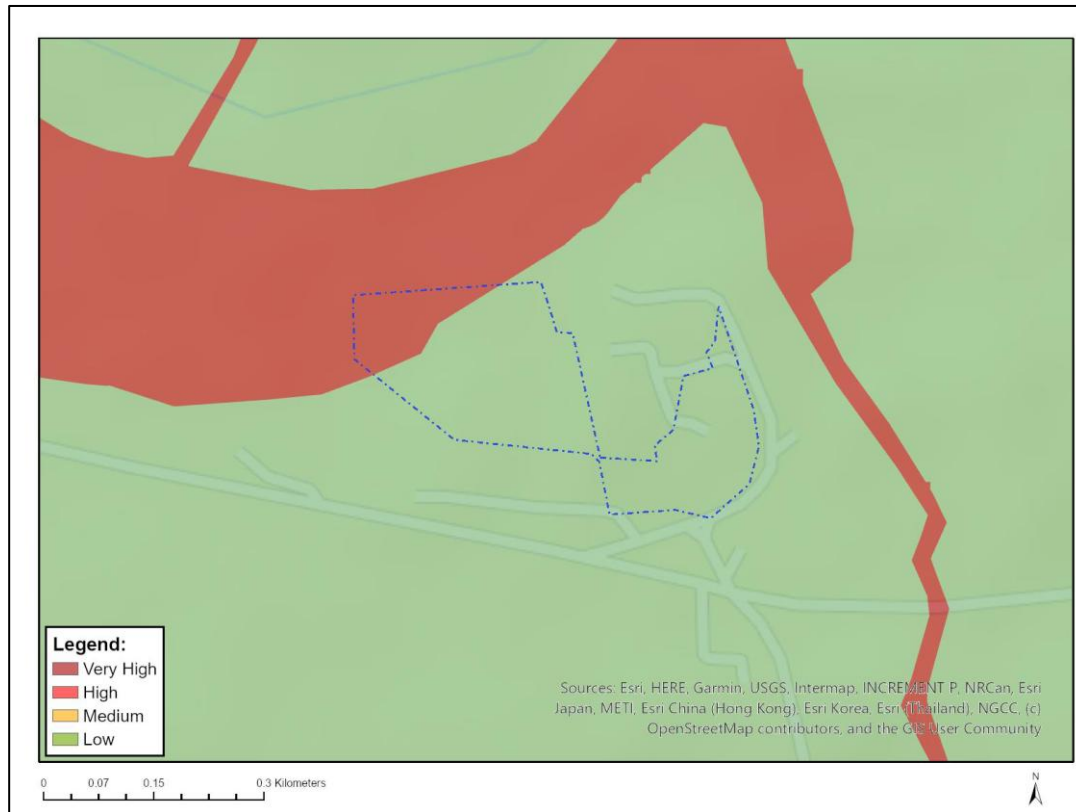 Legend:
Very High
High
Medium
Low
Sources: Esri, HERE, Garmin, USGS, Intermap, INCREMENT P, NRCan, Esri
Japan, METI, Esri China (Hong Kong), Esri Korea, Esri (Thailand), NGCC, (c)
OpenStreetMap contributors, and the GIS User Community
0 0.07 0.15 0.3 Kilometers
N